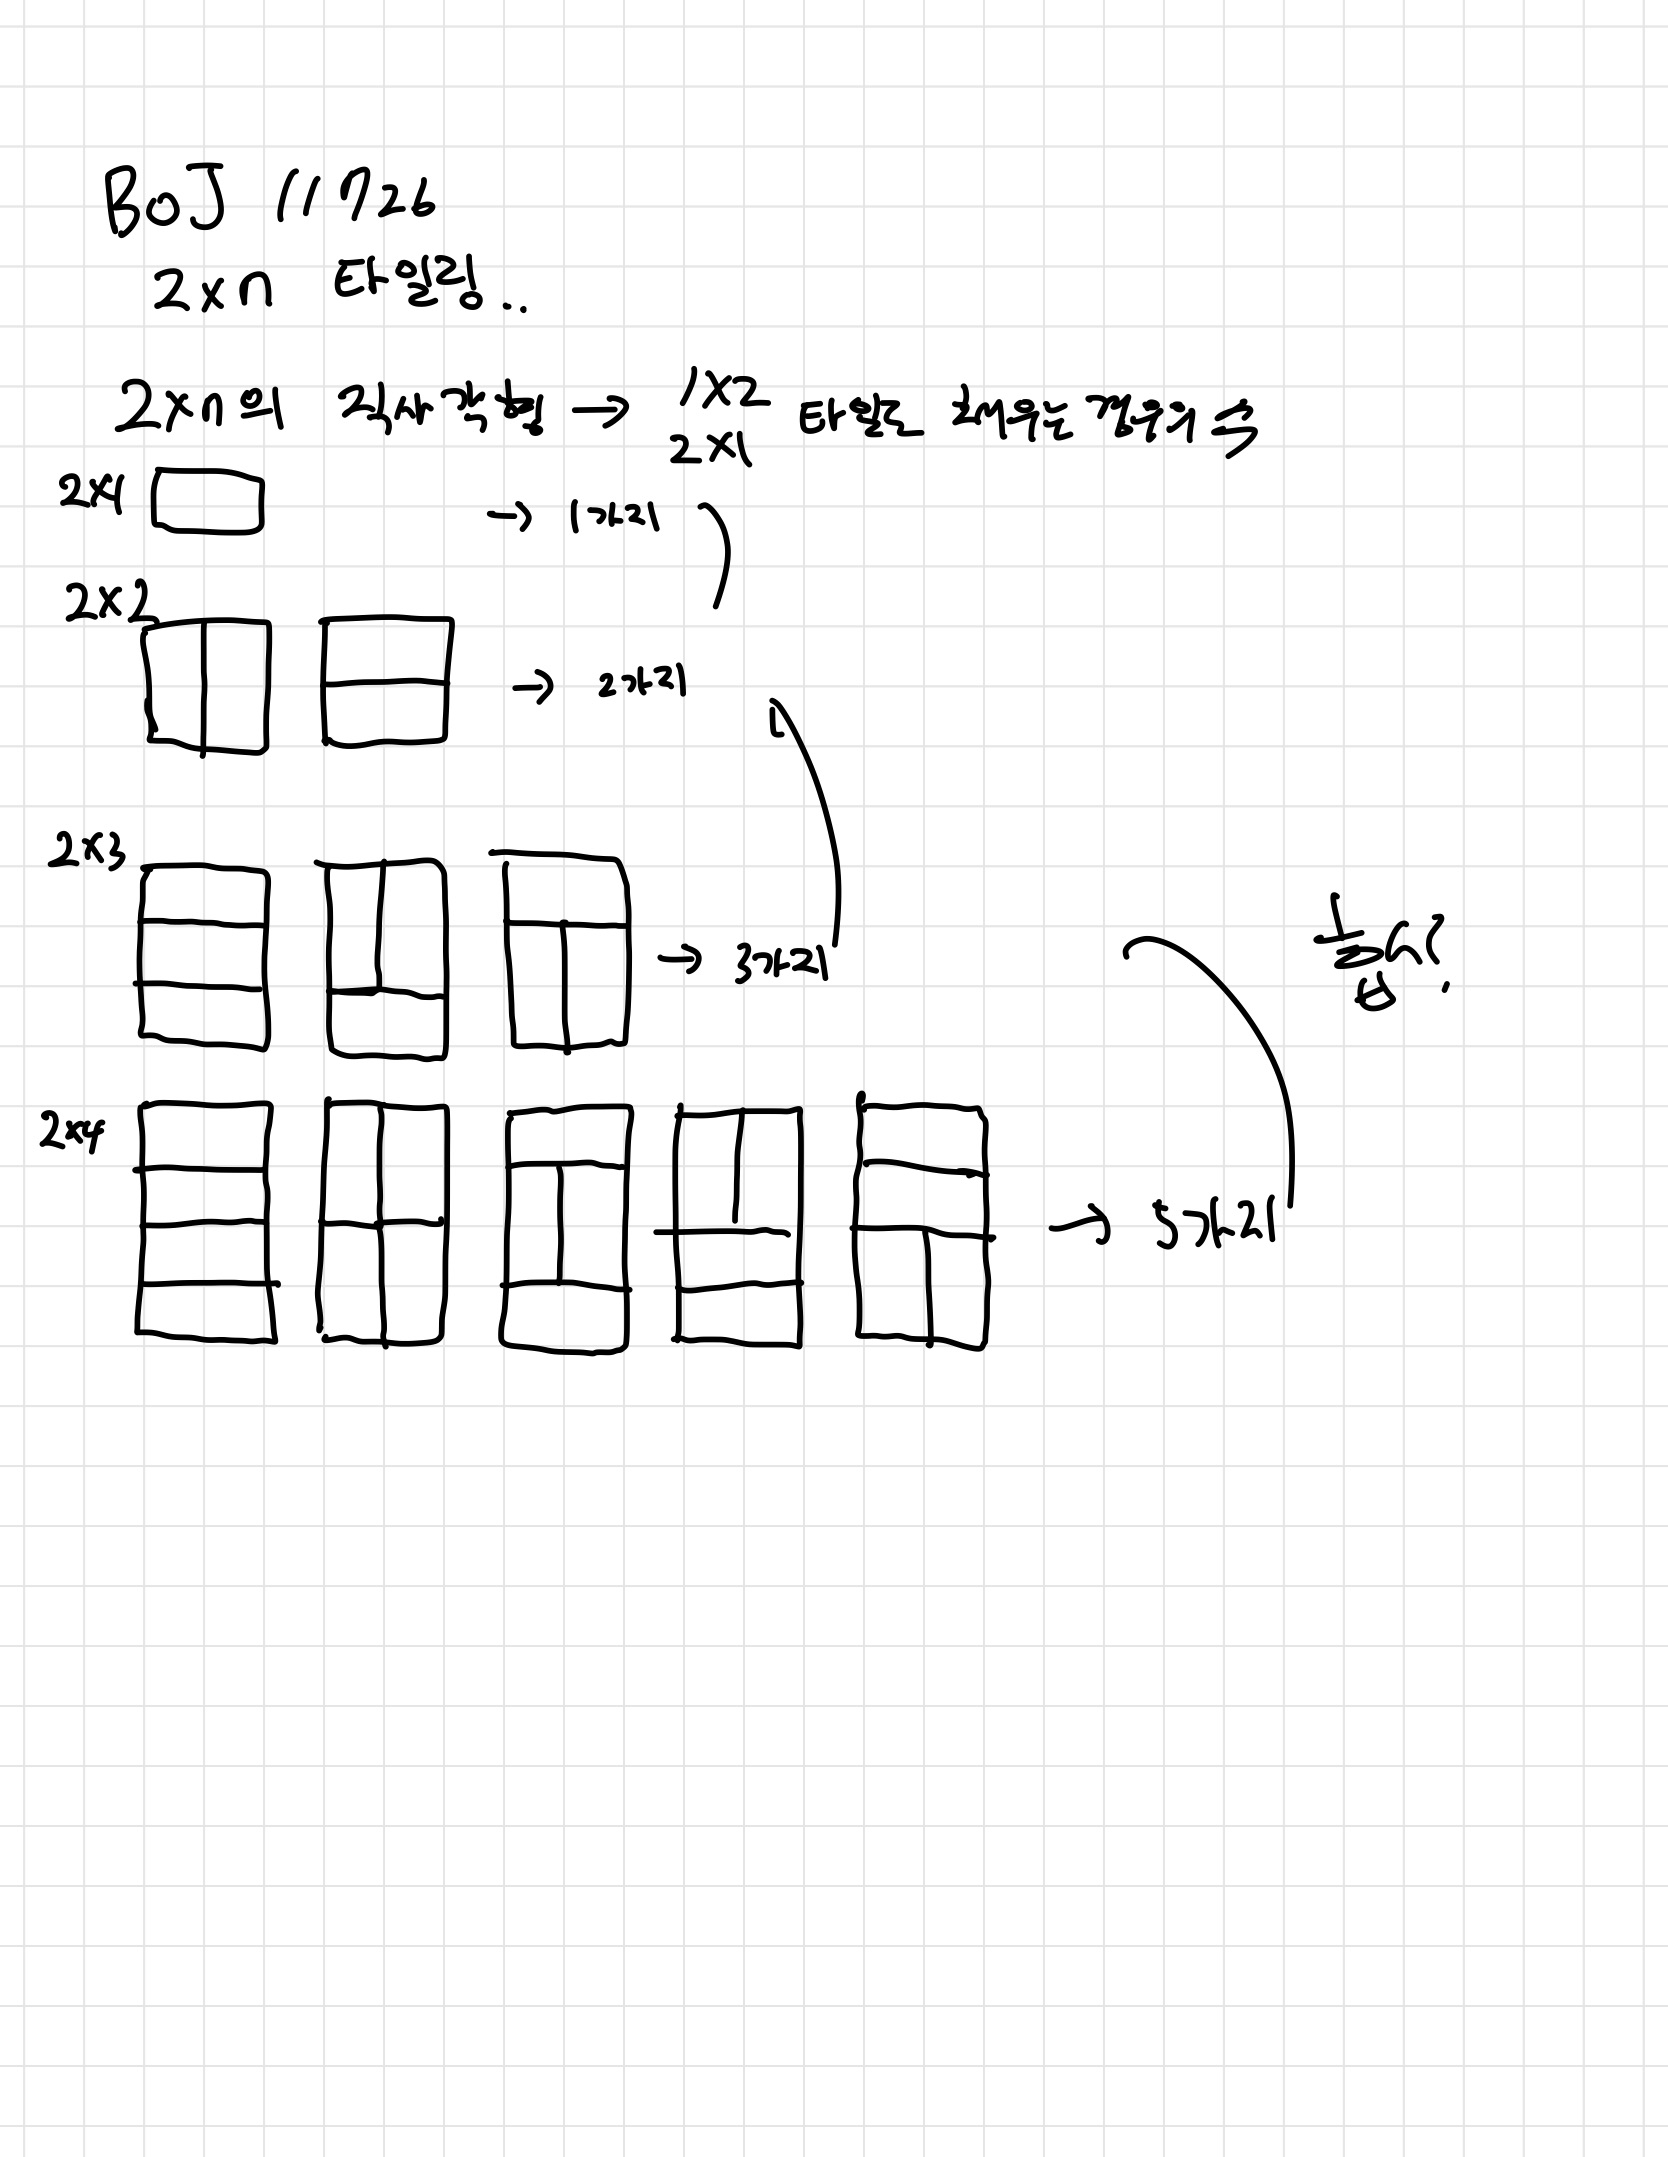 BOJ 11726
2xn 타일링..
2xn의 직사각형 → 1X2 2X1 타일로 채우는 경우의 수
2x1 → 1가지
2x2 → 2가지
2x3 → 3가지
2x4 → 5가지